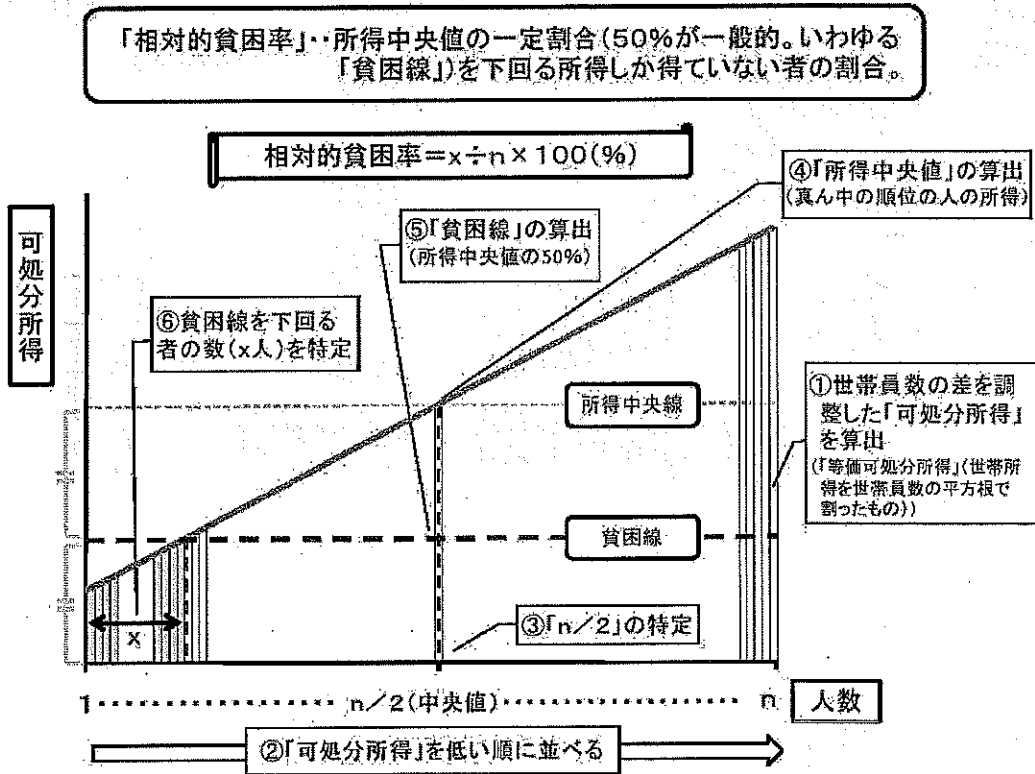 「相対的貧困率」・・所得中央値の一定割合(50%が一般的。いわゆる
「貧困線」)を下回る所得しか得ていない者の割合。
相対的貧困率=x÷n×100(%)
④「所得中央値」の算出
(真ん中の順位の人の所得)
⑤「貧困線」の算出
(所得中央値の50%)
可処分所得
⑥貧困線を下回る
者の数(x人)を特定
所得中央線
①世帯員数の差を調
整した「可処分所得」
を算出
(「等価可処分所得」(世帯所
得を世帯員数の平方根で
割ったもの))
貧困線
x
③「n/2」の特定
1
n/2(中央値)
n
人数
②「可処分所得」を低い順に並べる